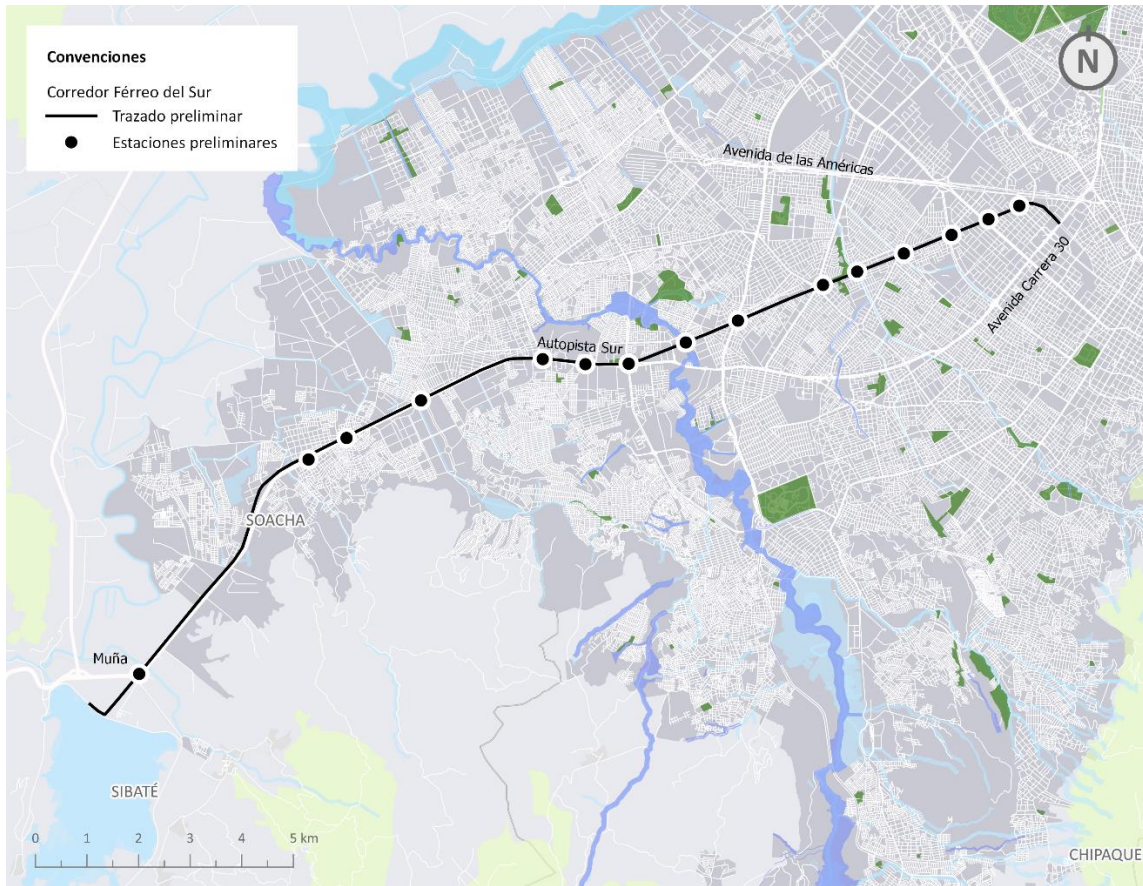 Convenciones
Corredor Férreo del Sur
Trazado preliminar
Estaciones preliminares
N
Avenida de las Américas
Avenida Carrera 30
Autopista Sur
SOACHA
Muña
SIBATÉ
0 1 2 3 4 5 km
CHIPAQUE